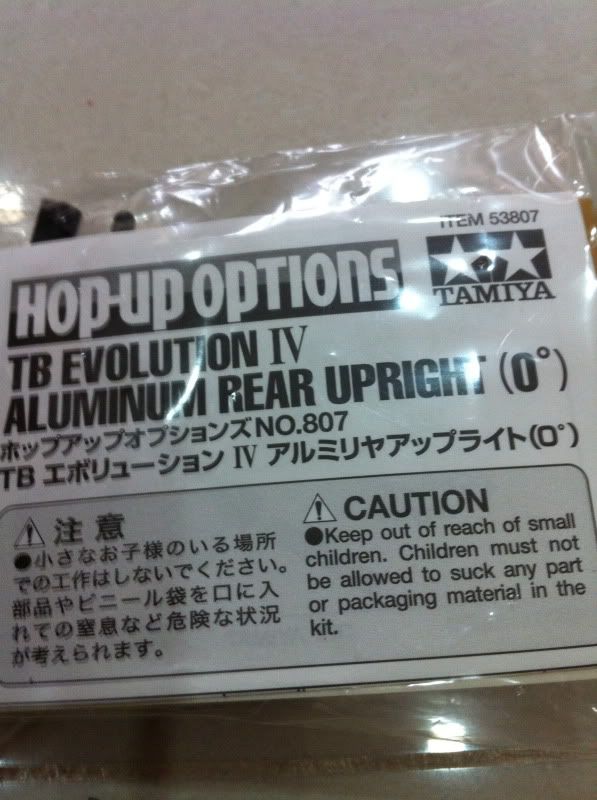 ITEM 53807
HOP-UP OPTIONS
TAMIYA
TB EVOLUTION IV
ALUMINUM REAR UPRIGHT (0°)
ホップアップオプションズNO.807
TB エボリューション IV アルミリヤアップライト(0°)
注意
●小さなお子様のいる場所
での工作はしないでください。
部品やビニール袋を口に入
れての窒息など危険な状況
が考えられます。
CAUTION
●Keep out of reach of small
children. Children must not
be allowed to suck any part
or packaging material in the
kit.